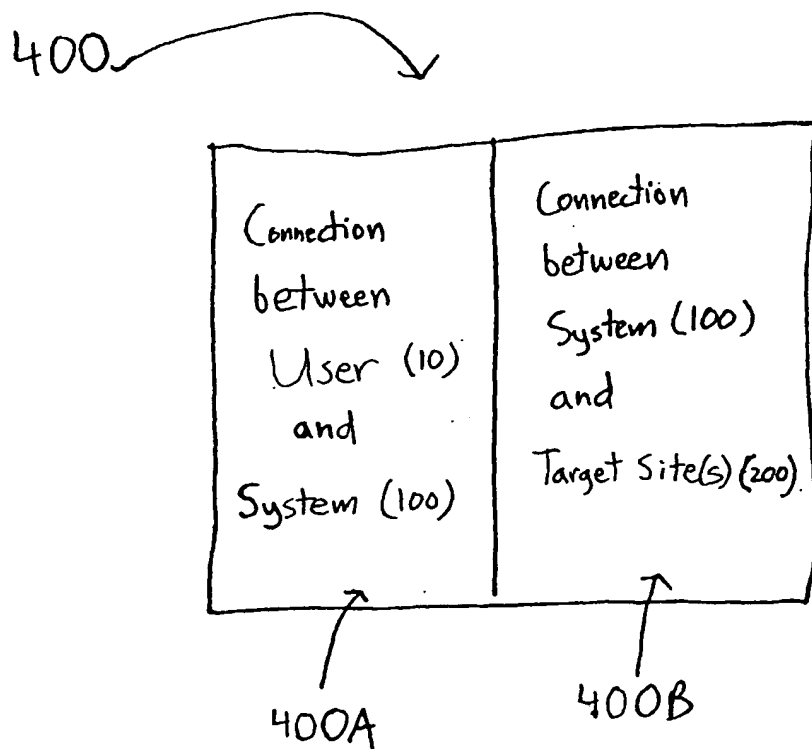 400
Connection
between
User (10)
and
System (100)
Connection
between
System (100)
and
Target Site(s) (200).
400A
400B